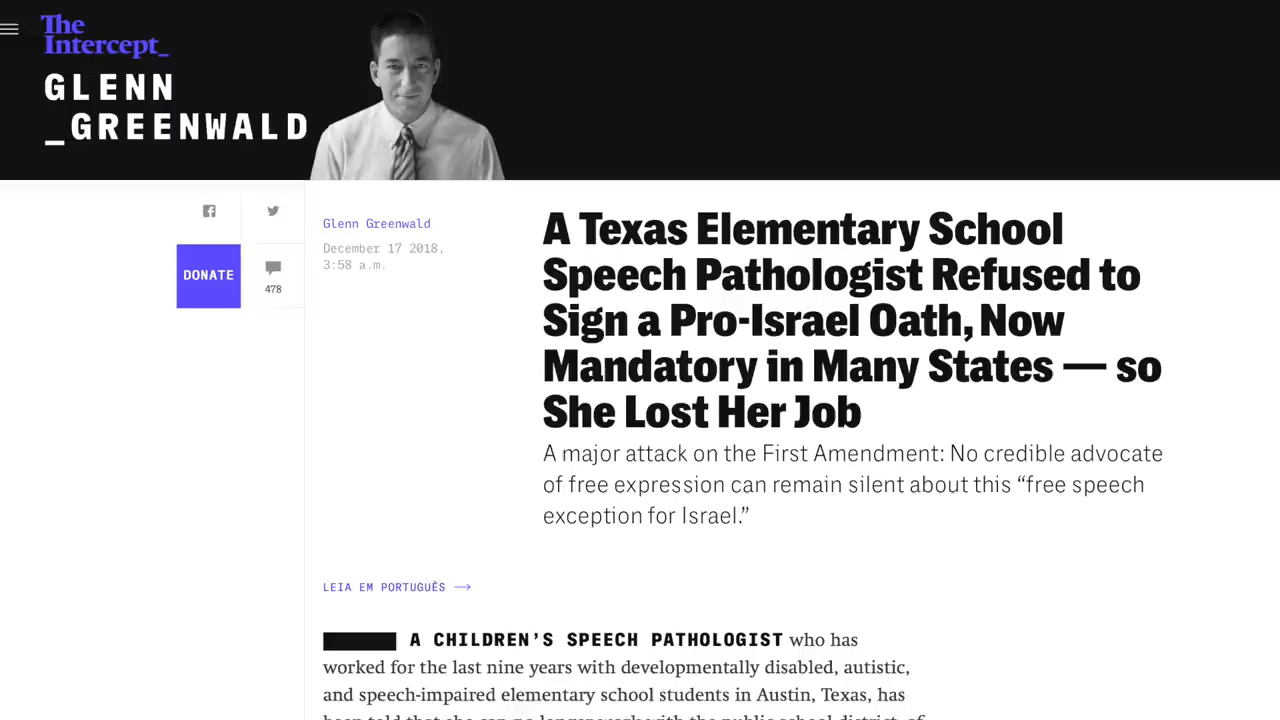 The
Intercept_
GLENN
_GREENWALD
Glenn Greenwald
December 17 2018,
3:58 a.m.
DONATE
478
A Texas Elementary School
Speech Pathologist Refused to
Sign a Pro-Israel Oath, Now
Mandatory in Many States — so
She Lost Her Job
A major attack on the First Amendment: No credible advocate
of free expression can remain silent about this “free speech
exception for Israel.”
LEIA EM PORTUGUÊS →
A CHILDREN’S SPEECH PATHOLOGIST who has
worked for the last nine years with developmentally disabled, autistic,
and speech-impaired elementary school students in Austin, Texas, has